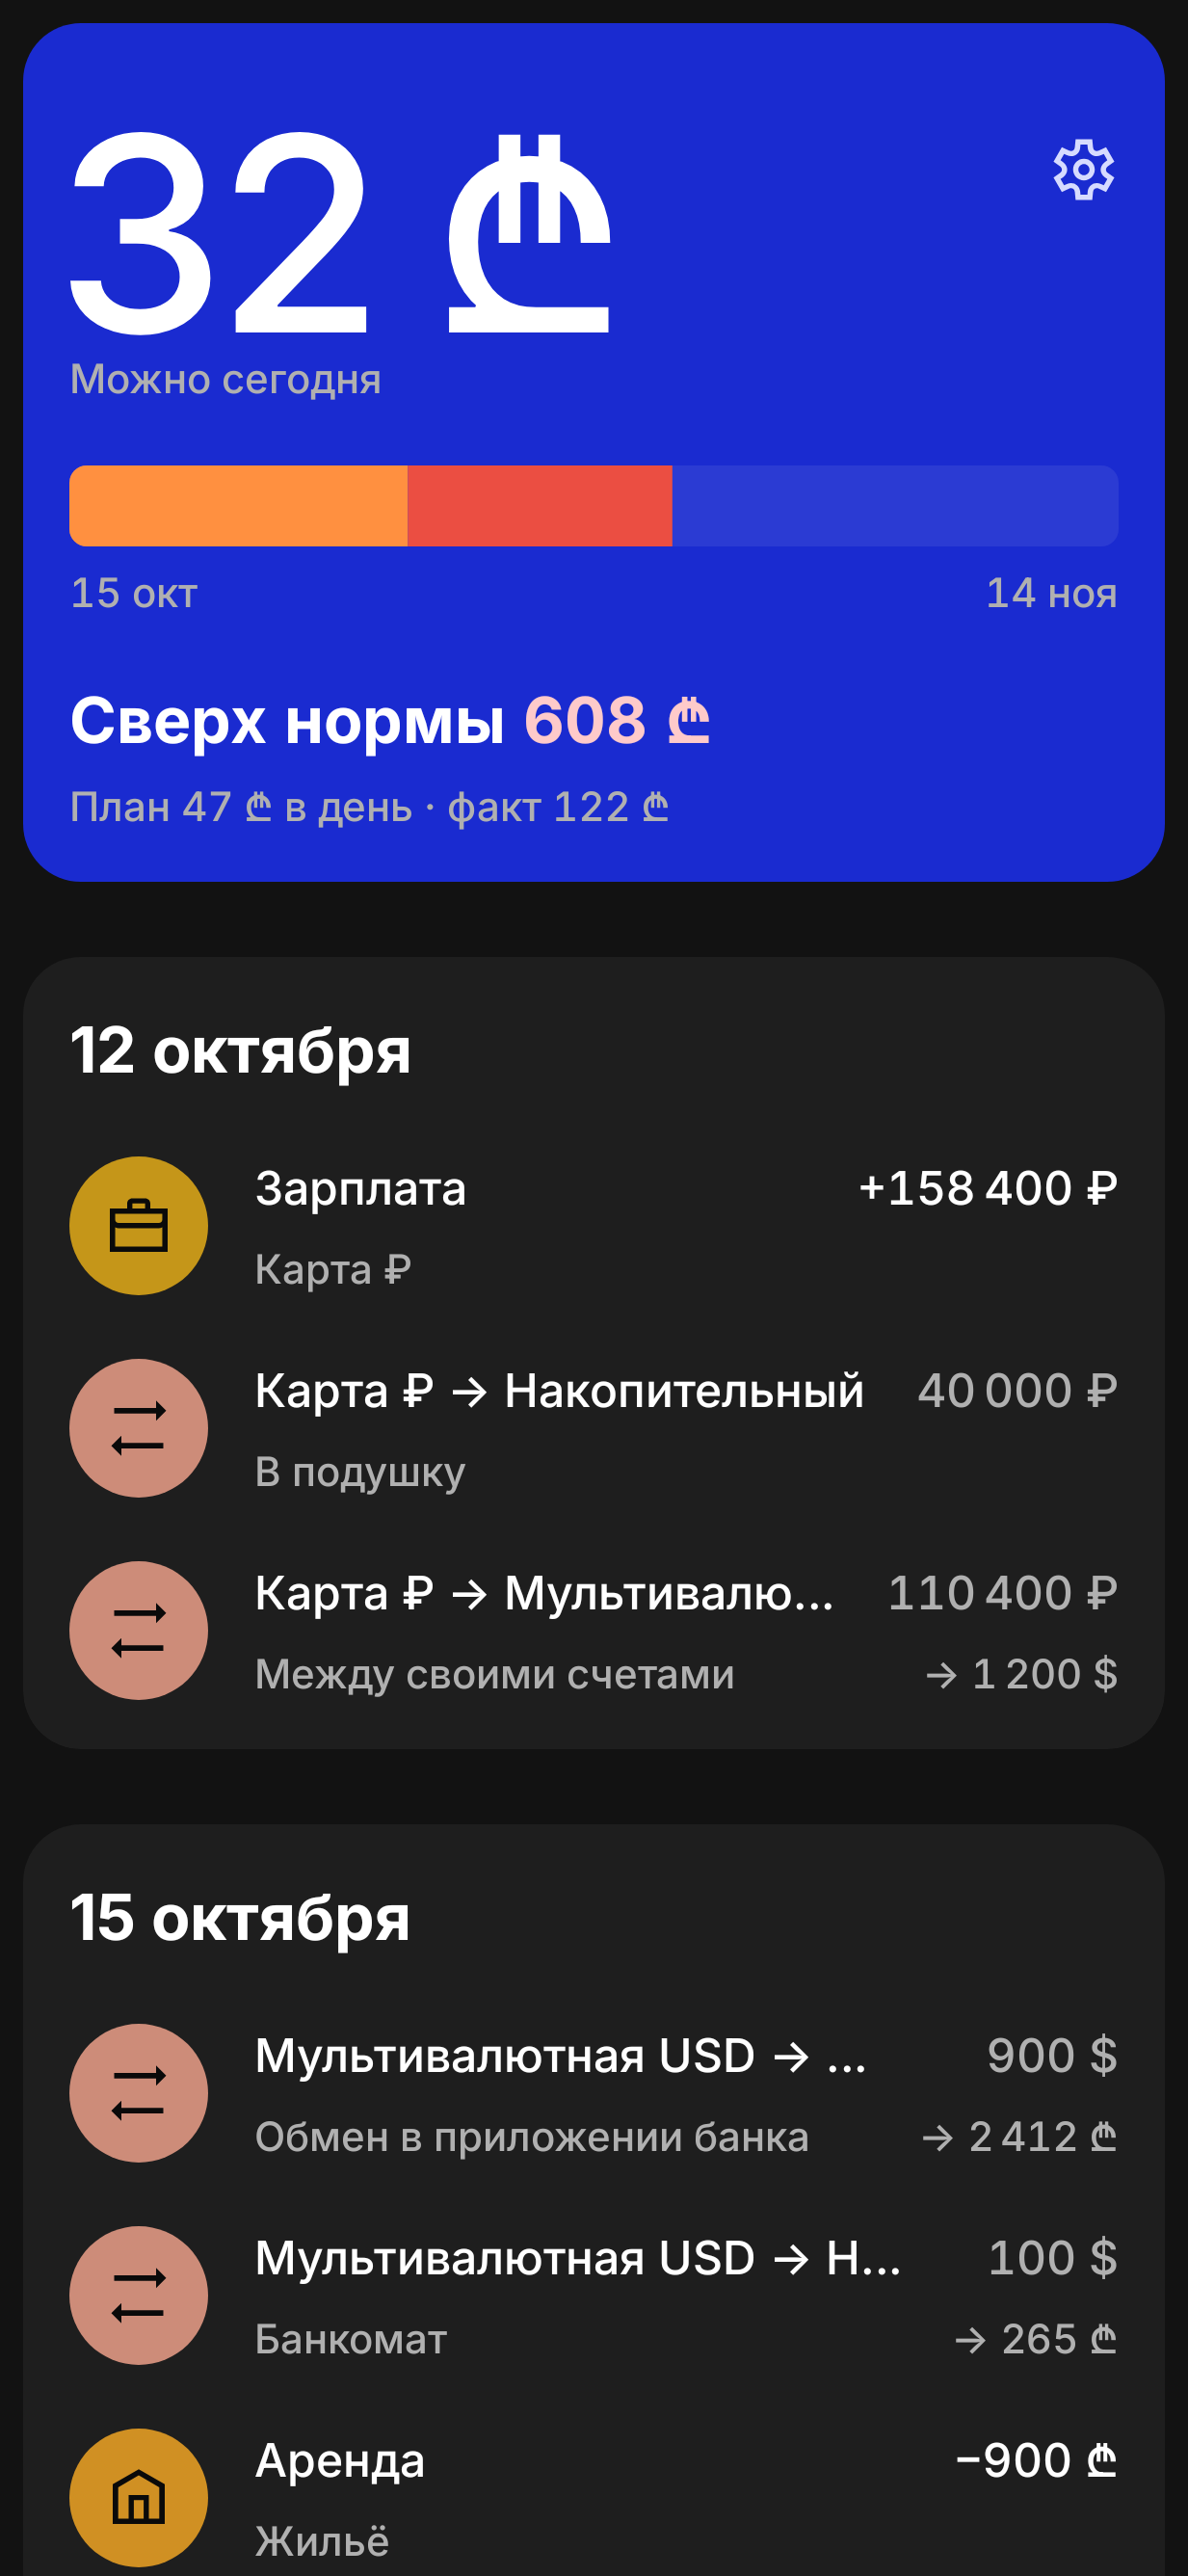 32 ₾
Можно сегодня
15 окт 14 ноя
Сверх нормы 608 ₾
План 47 ₾ в день · факт 122 ₾
12 октября
Зарплата +158 400 ₽
Карта ₽
Карта ₽ → Накопительный 40 000 ₽
В подушку
Карта ₽ → Мультивалю... 110 400 ₽
Между своими счетами → 1 200 $
15 октября
Мультивалютная USD → ... 900 $
Обмен в приложении банка → 2 412 ₾
Мультивалютная USD → Н... 100 $
Банкомат → 265 ₾
Аренда −900 ₾
Жильё